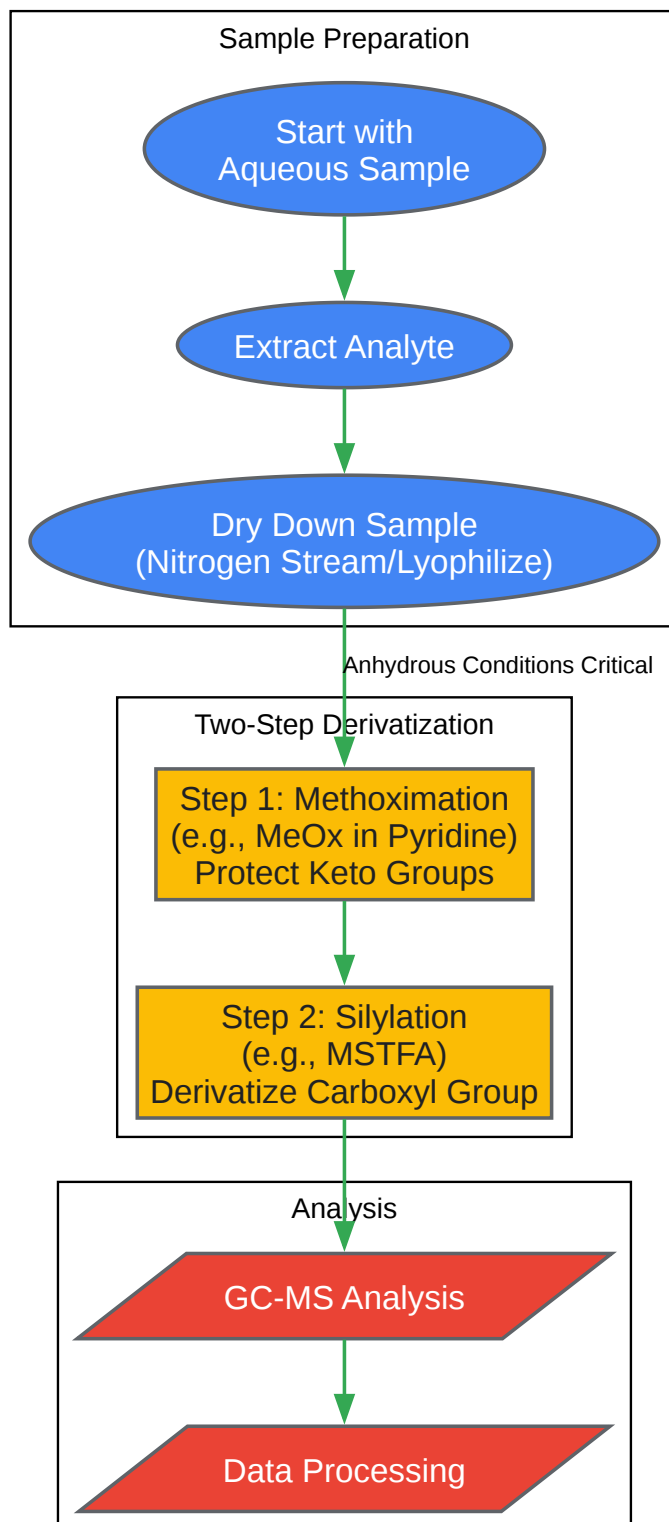 Sample Preparation
Start with
Aqueous Sample
Extract Analyte
Dry Down Sample
(Nitrogen Stream/Lyophilize)
Anhydrous Conditions Critical
Two-Step Derivatization
Step 1: Methoximation
(e.g., MeOx in Pyridine)
Protect Keto Groups
Step 2: Silylation
(e.g., MSTFA)
Derivatize Carboxyl Group
Analysis
GC-MS Analysis
Data Processing